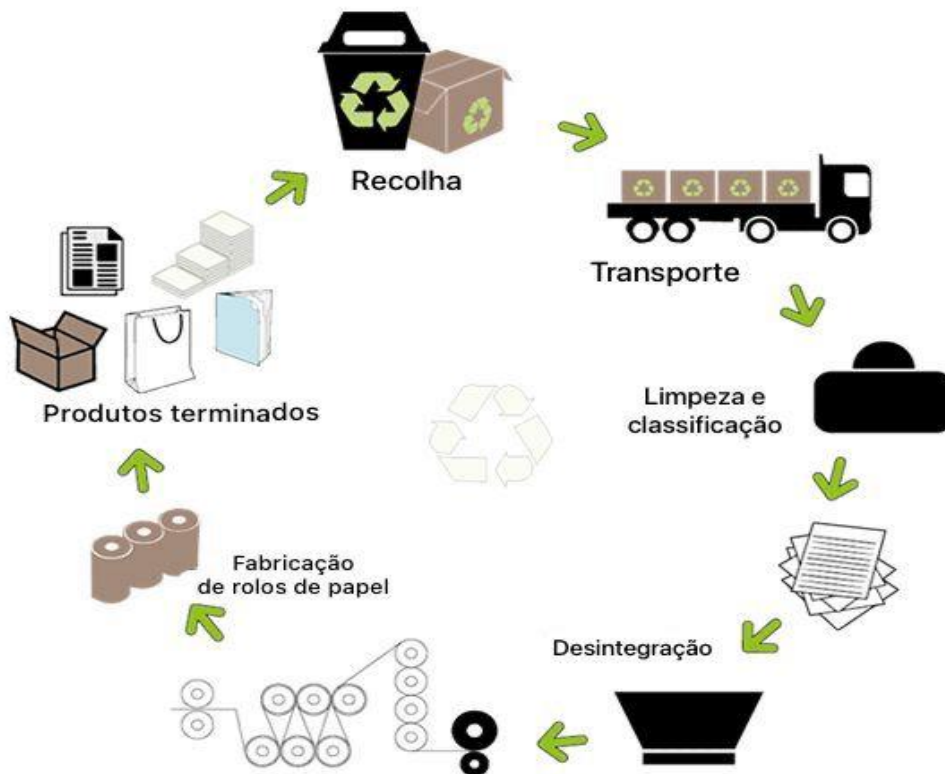 Recolha
Transporte
Limpeza e
classificação
Desintegração
Fabricação
de rolos de papel
Produtos terminados